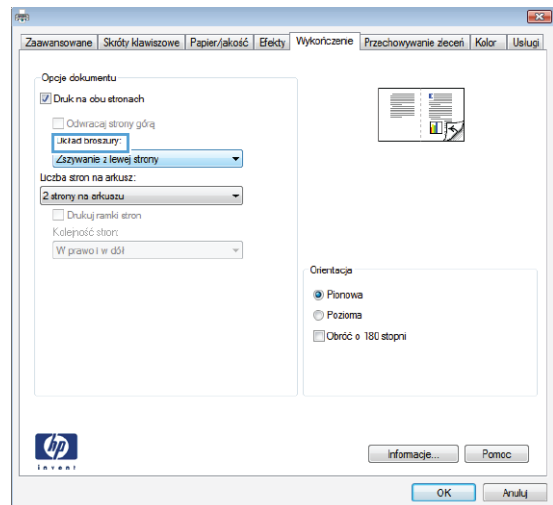 Zaawansowane Skróty klawiszowe Papier/jakość Efekty Wykończenie Przechowywanie zleceń Kolor Usługi
Opcje dokumentu
Druk na obu stronach
Odwracaj strony górą
Układ broszury:
Zszywanie z lewej strony
Liczba stron na arkusz:
2 strony na arkuszu
Drukuj ramki stron
Kolejność stron:
W prawo i w dół
Orientacja
Pionowa
Pozioma
Obróć o 180 stopni
hp
invent
Informacje... Pomoc
OK Anuluj